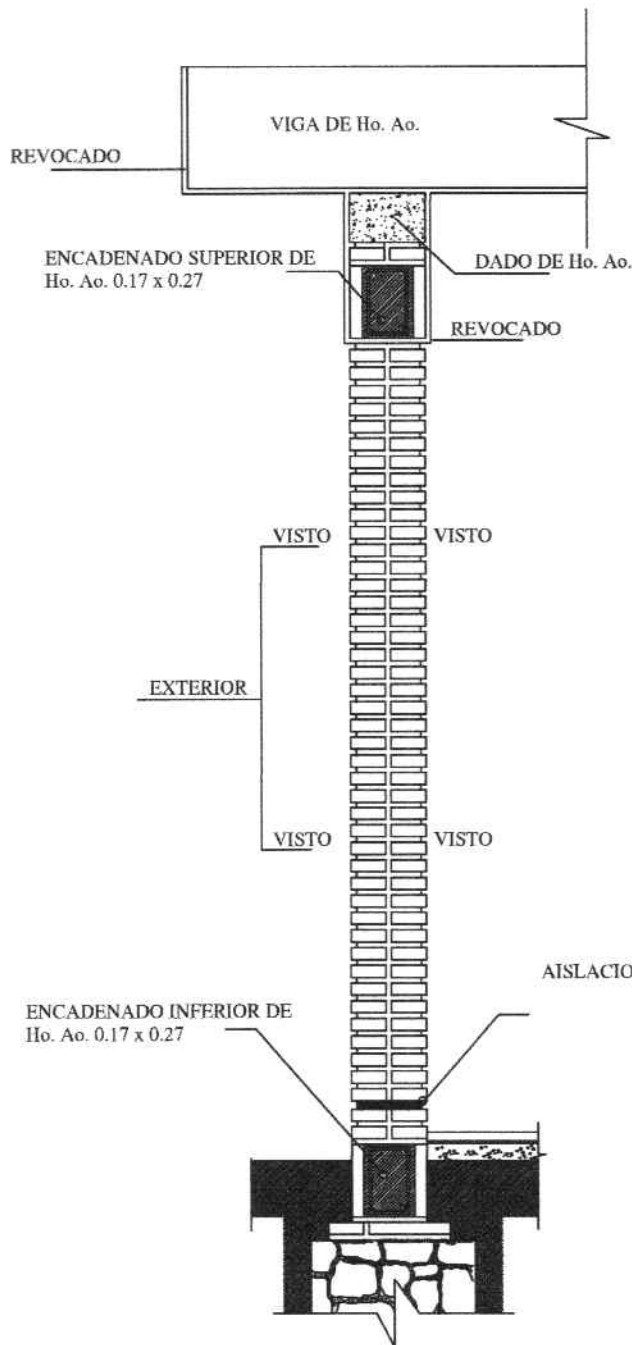 VIGA DE Ho. Ao.
REVOCADO
ENCADENADO SUPERIOR DE
Ho. Ao. 0.17 x 0.27
DADO DE Ho. Ao.
REVOCADO
VISTO VISTO
EXTERIOR
VISTO VISTO
AISLACIO
ENCADENADO INFERIOR DE
Ho. Ao. 0.17 x 0.27